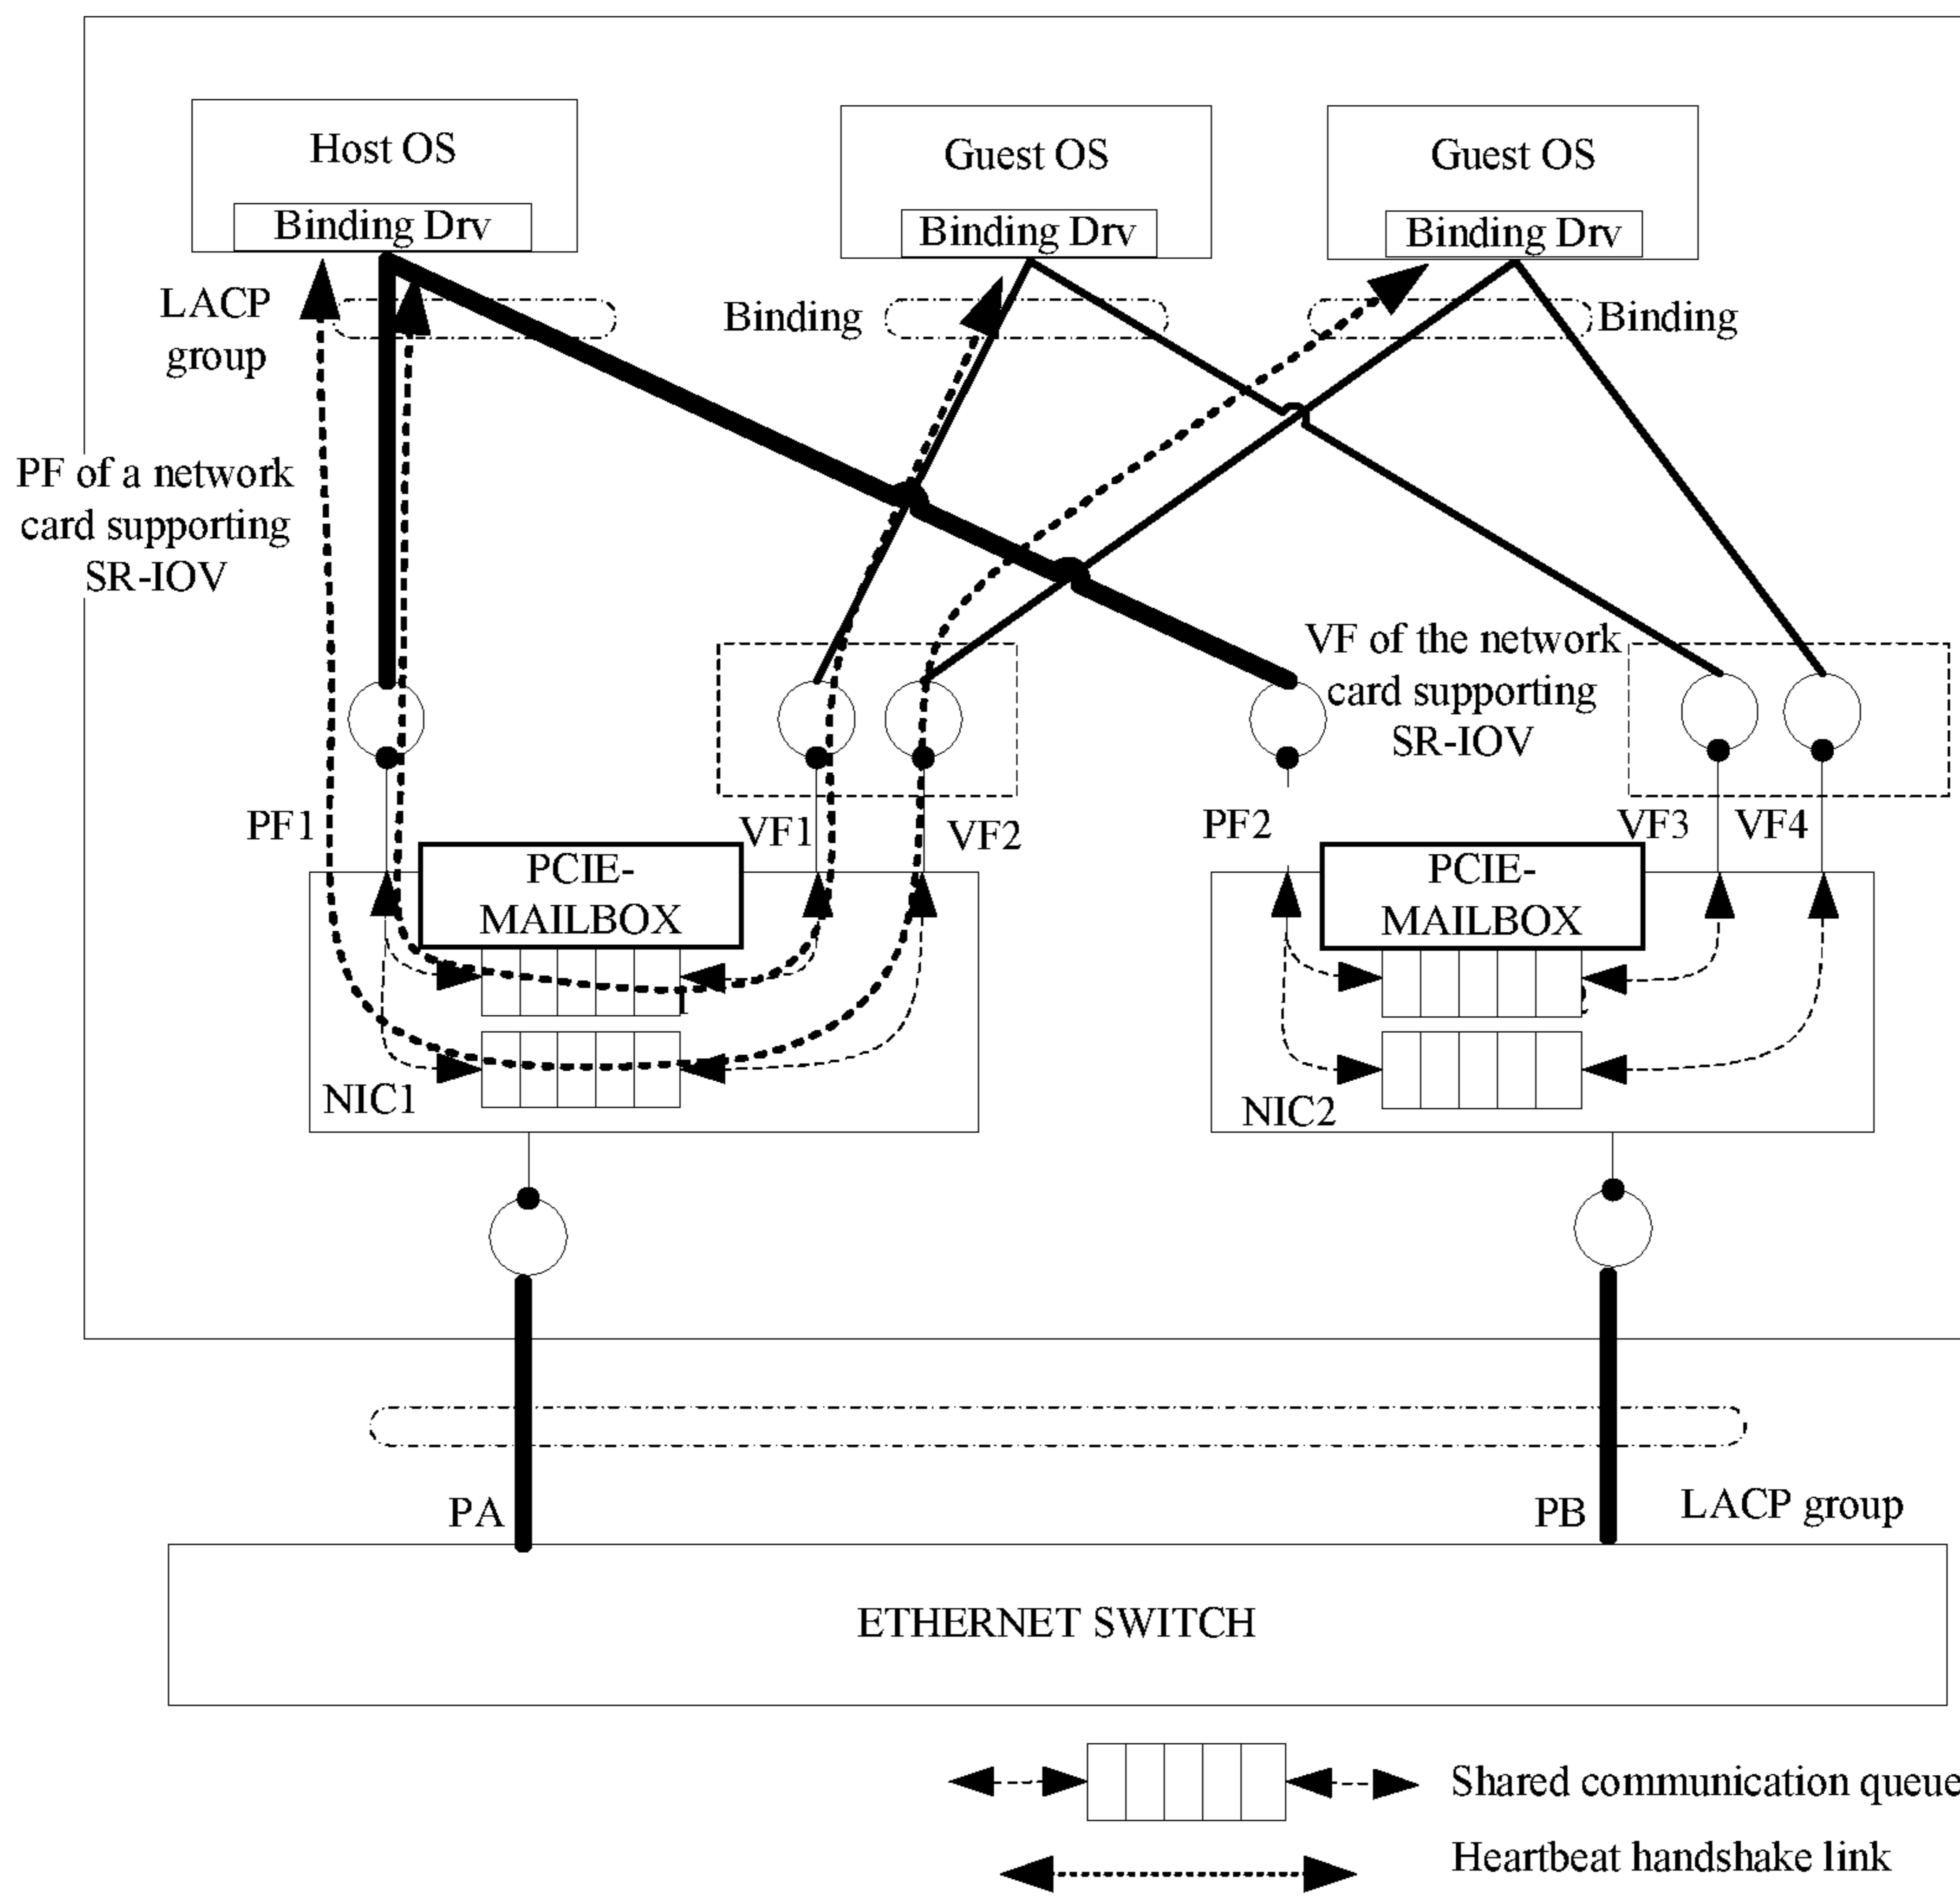 Host OS
Binding Drv
Guest OS
Binding Drv
Guest OS
Binding Drv
LACP
group
Binding
Binding
PF of a network
card supporting
SR-IOV
VF of the network
card supporting
SR-IOV
PF1
VF1
VF2
PF2
VF3
VF4
PCIE-
MAILBOX
PCIE-
MAILBOX
NIC1
NIC2
PA
PB
LACP group
ETHERNET SWITCH
Shared communication queue
Heartbeat handshake link